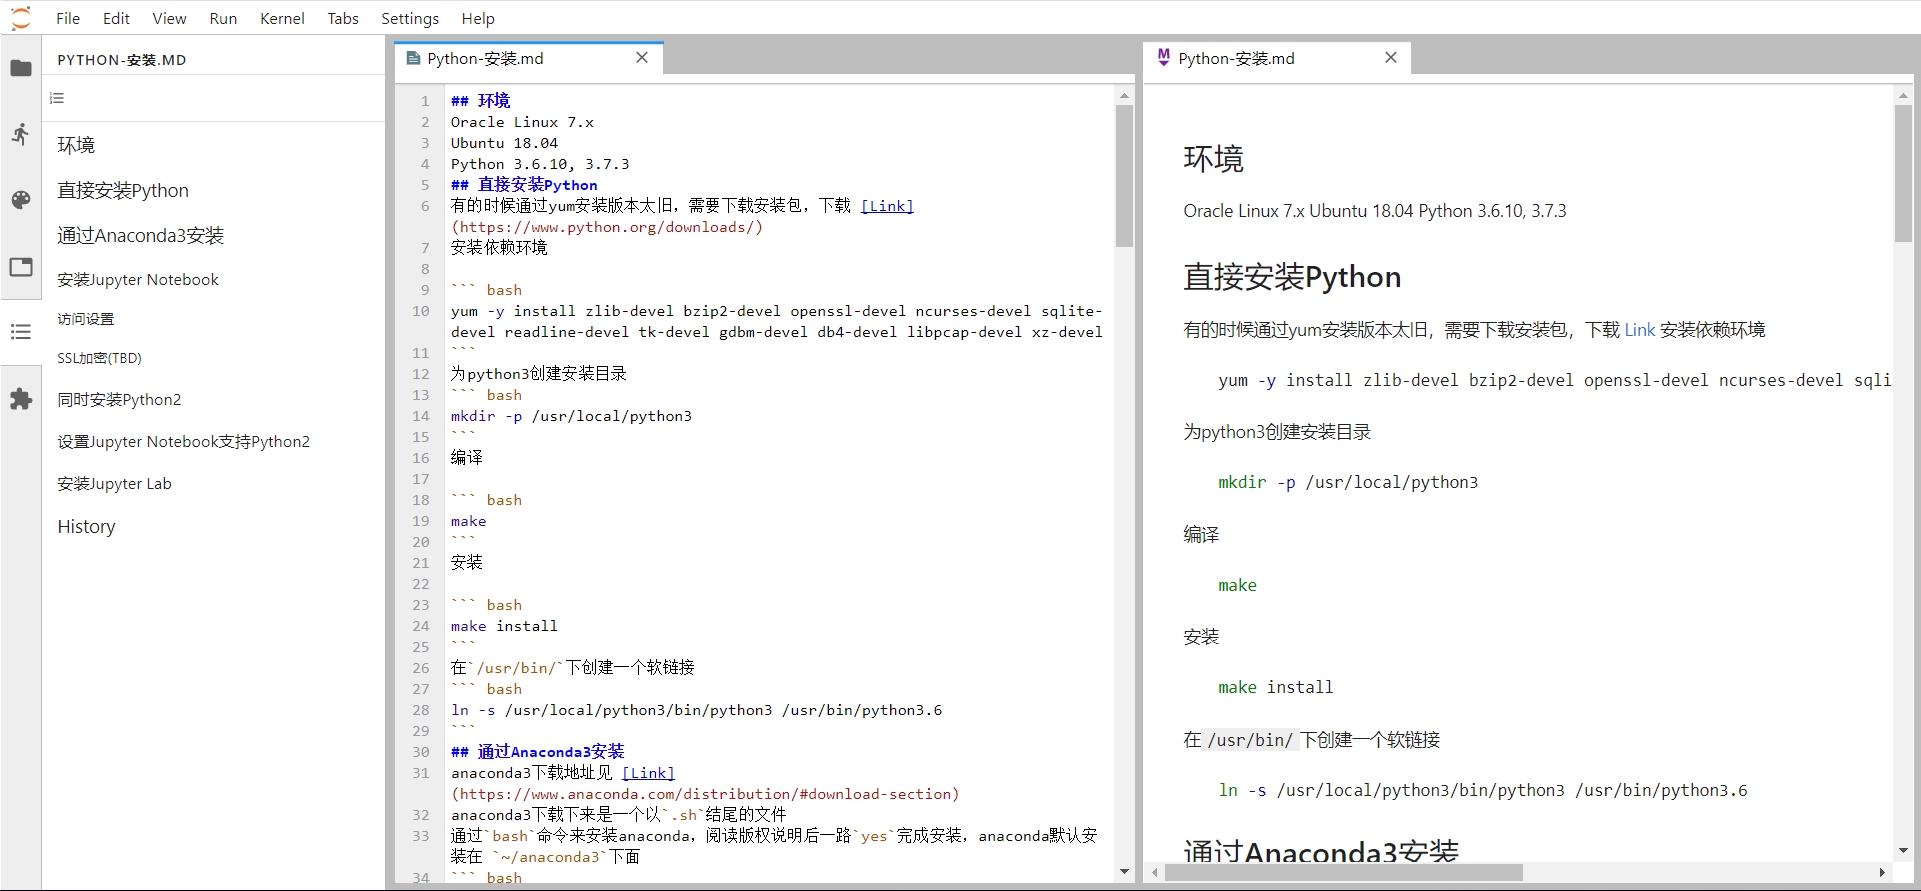 File Edit View Run Kernel Tabs Settings Help
PYTHON-安装.MD
环境
直接安装Python
通过Anaconda3安装
安装Jupyter Notebook
访问设置
SSL加密(TBD)
同时安装Python2
设置Jupyter Notebook支持Python2
安装Jupyter Lab
History
Python-安装.md
1 ## 环境
2 Oracle Linux 7.x
3 Ubuntu 18.04
4 Python 3.6.10, 3.7.3
5 ## 直接安装Python
6 有的时候通过yum安装版本太旧，需要下载安装包，下载 [Link]
(https://www.python.org/downloads/)
7 安装依赖环境
8
9 ``` bash
10 yum -y install zlib-devel bzip2-devel openssl-devel ncurses-devel sqlite-
devel readline-devel tk-devel gdbm-devel db4-devel libpcap-devel xz-devel
11 ```
12 为python3创建安装目录
13 ``` bash
14 mkdir -p /usr/local/python3
15 ```
16 编译
17
18 ``` bash
19 make
20 ```
21 安装
22
23 ``` bash
24 make install
25 ```
26 在`/usr/bin/`下创建一个软链接
27 ``` bash
28 ln -s /usr/local/python3/bin/python3 /usr/bin/python3.6
29 ```
30 ## 通过Anaconda3安装
31 anaconda3下载地址见 [Link]
(https://www.anaconda.com/distribution/#download-section)
32 anaconda3下载下来是一个以`.sh`结尾的文件
33 通过`bash`命令来安装anaconda，阅读版权说明后一路`yes`完成安装，anaconda默认安
装在 `~/anaconda3`下面
34 ``` bash
Python-安装.md
环境
Oracle Linux 7.x Ubuntu 18.04 Python 3.6.10, 3.7.3
直接安装Python
有的时候通过yum安装版本太旧，需要下载安装包，下载 Link 安装依赖环境
yum -y install zlib-devel bzip2-devel openssl-devel ncurses-devel sqli
为python3创建安装目录
mkdir -p /usr/local/python3
编译
make
安装
make install
在 /usr/bin/ 下创建一个软链接
ln -s /usr/local/python3/bin/python3 /usr/bin/python3.6
通过Anaconda3安装